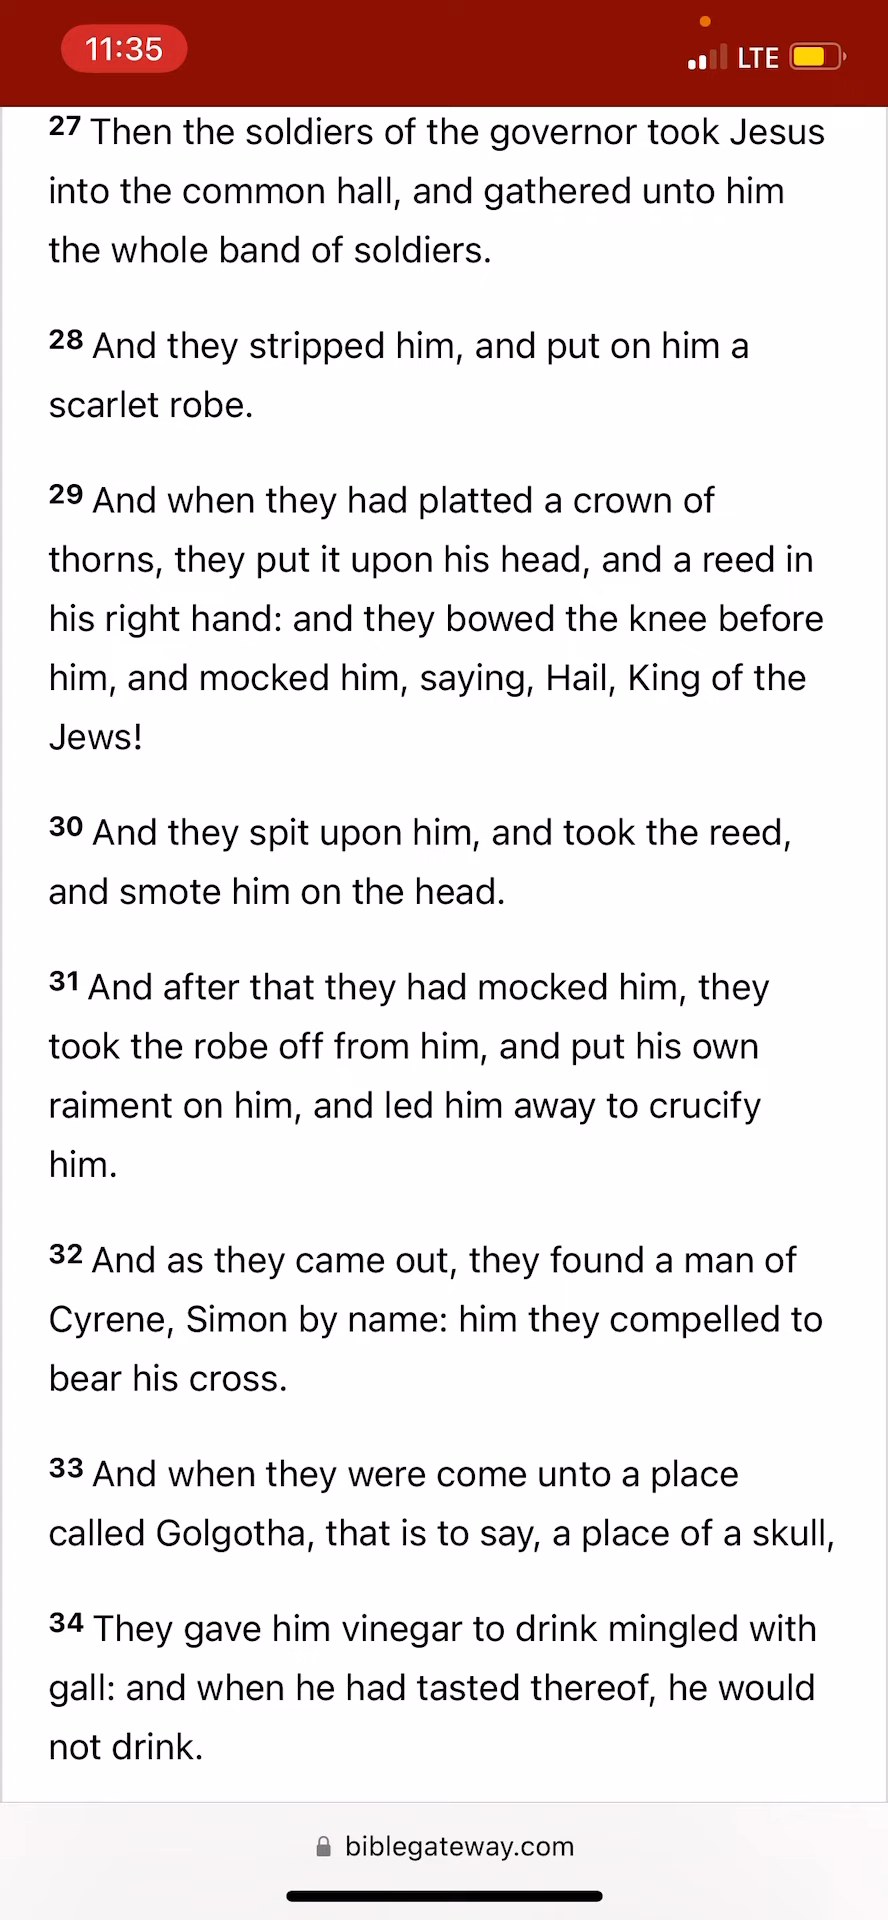 11:35
LTE
27 Then the soldiers of the governor took Jesus
into the common hall, and gathered unto him
the whole band of soldiers.
28 And they stripped him, and put on him a
scarlet robe.
29 And when they had platted a crown of
thorns, they put it upon his head, and a reed in
his right hand: and they bowed the knee before
him, and mocked him, saying, Hail, King of the
Jews!
30 And they spit upon him, and took the reed,
and smote him on the head.
31 And after that they had mocked him, they
took the robe off from him, and put his own
raiment on him, and led him away to crucify
him.
32 And as they came out, they found a man of
Cyrene, Simon by name: him they compelled to
bear his cross.
33 And when they were come unto a place
called Golgotha, that is to say, a place of a skull,
34 They gave him vinegar to drink mingled with
gall: and when he had tasted thereof, he would
not drink.
biblegateway.com